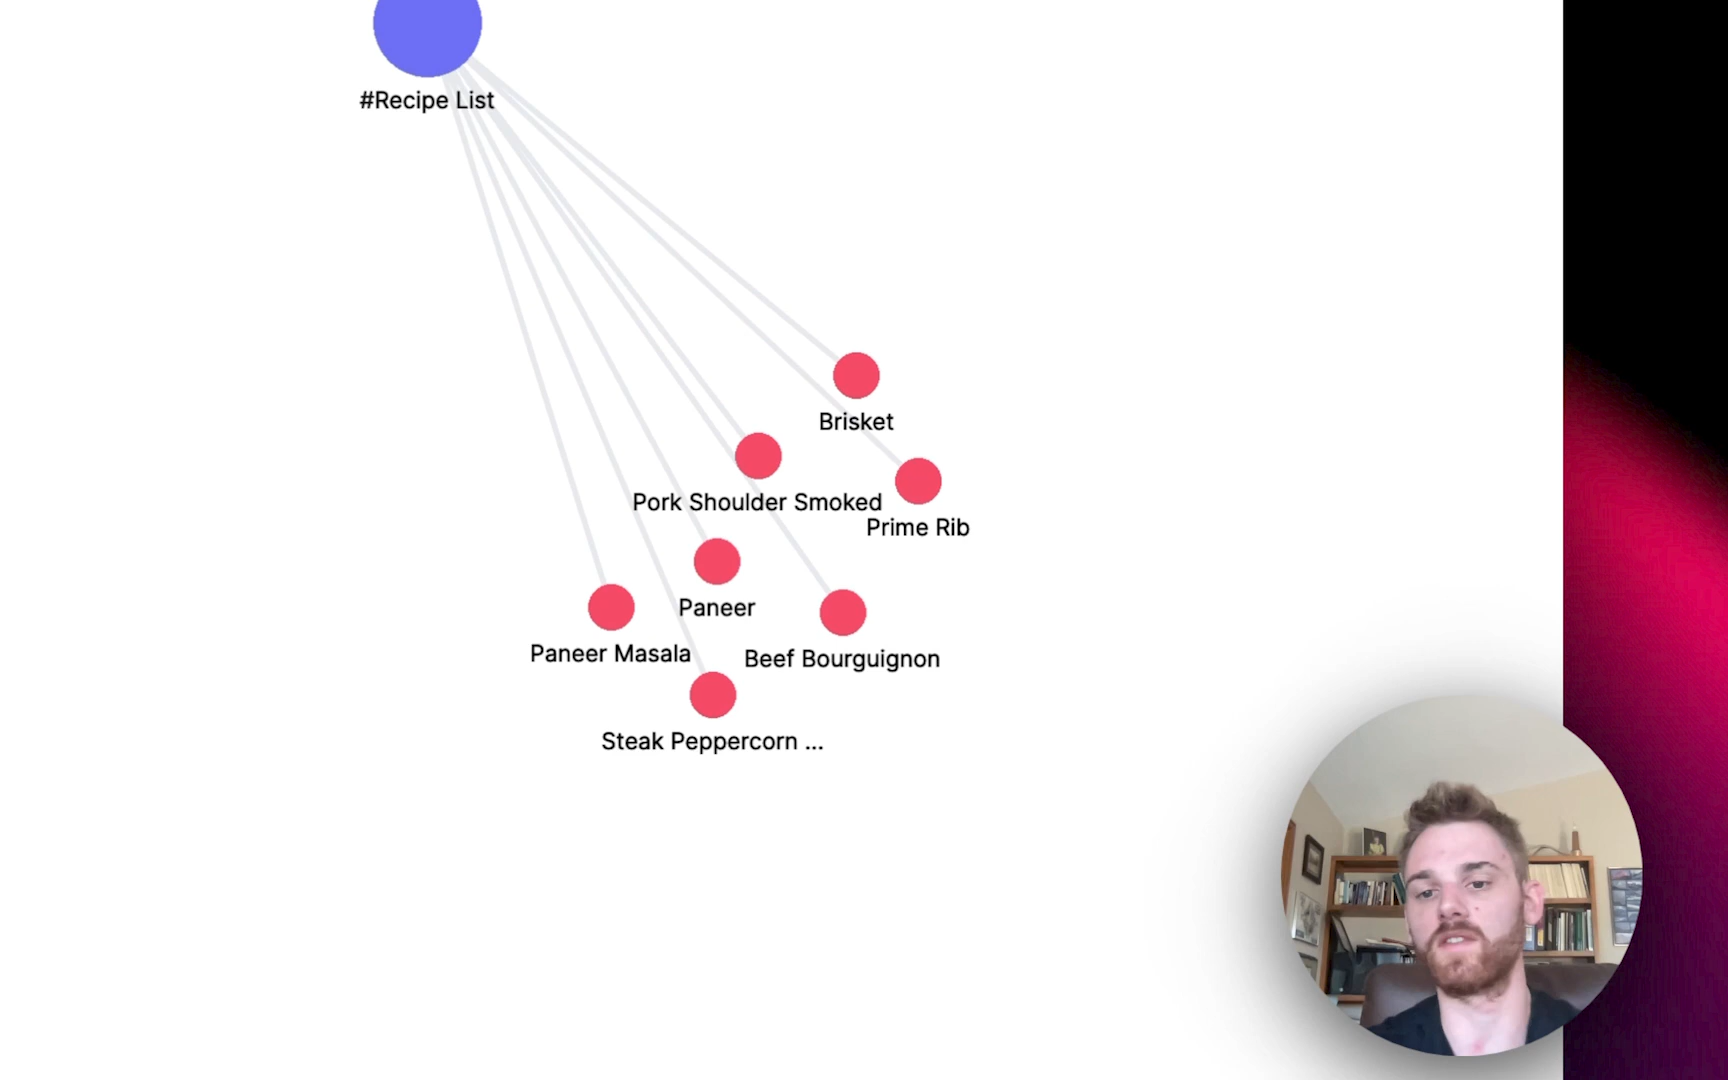 #Recipe List
Brisket
Pork Shoulder Smoked
Prime Rib
Paneer
Paneer Masala
Beef Bourguignon
Steak Peppercorn ...